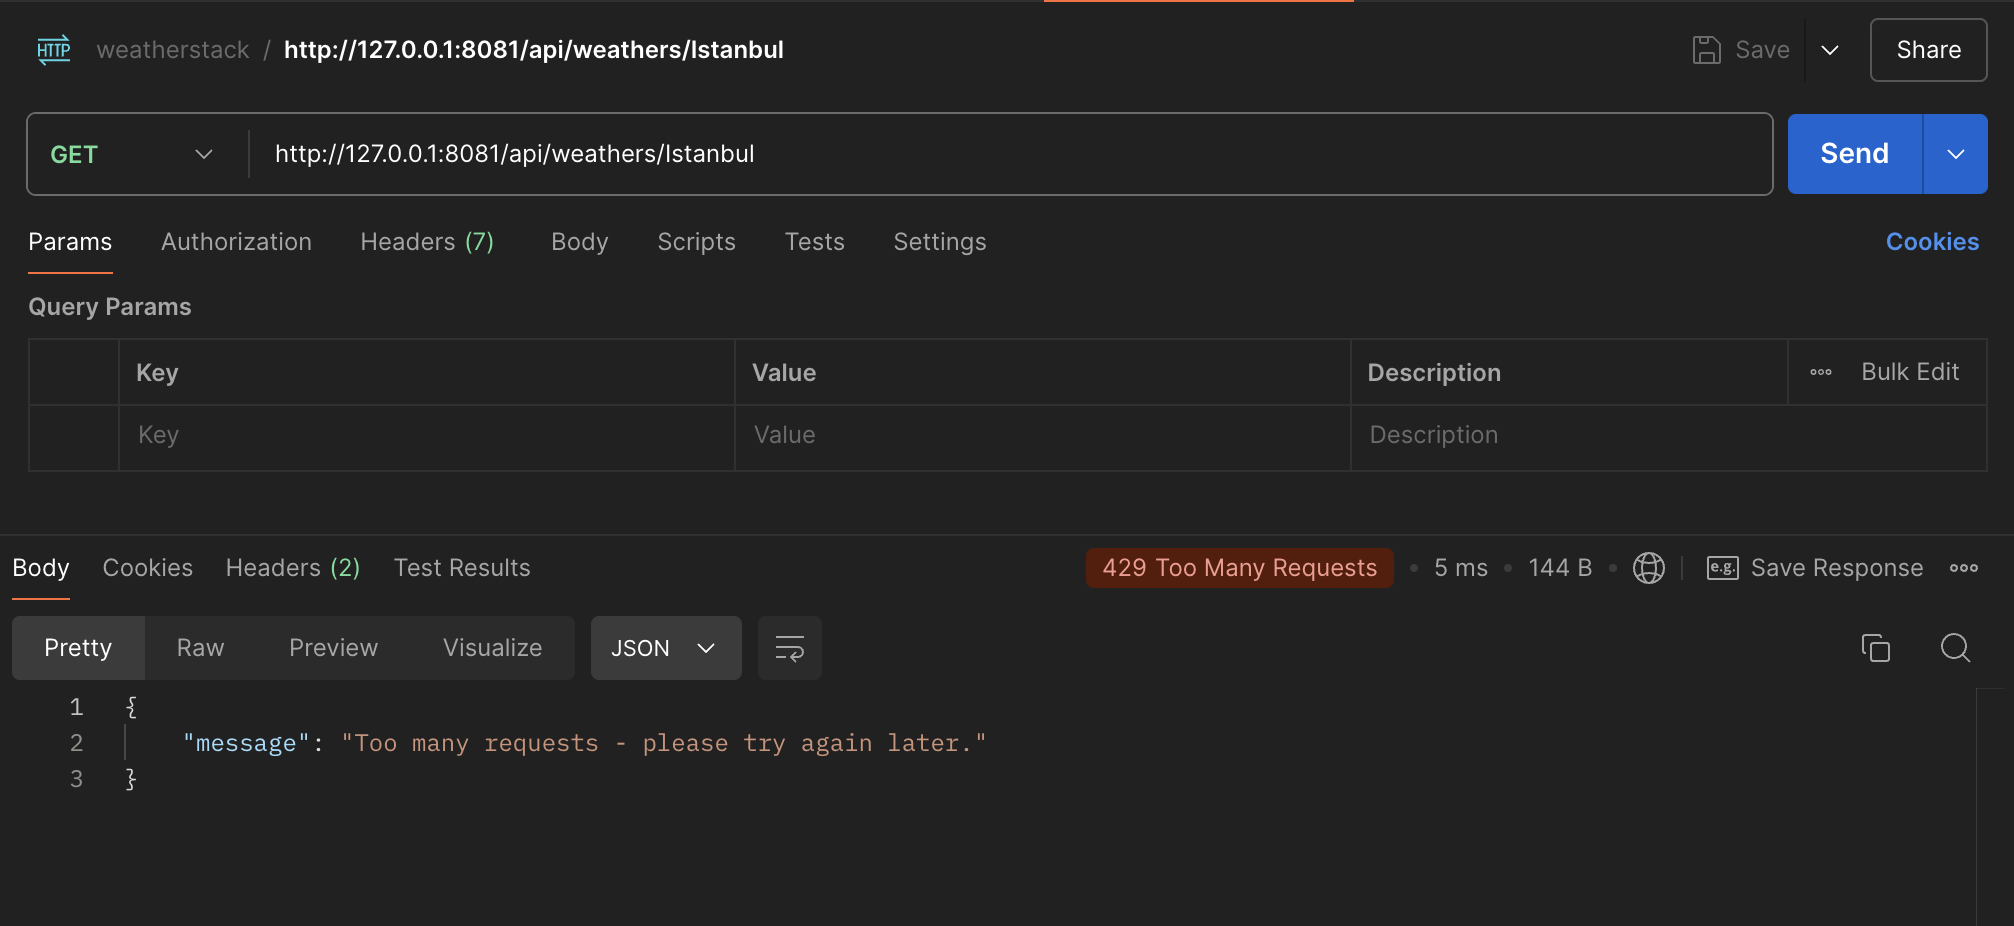 HTTP weatherstack / http://127.0.0.1:8081/api/weathers/Istanbul Save Share
GET http://127.0.0.1:8081/api/weathers/Istanbul Send
Params Authorization Headers (7) Body Scripts Tests Settings Cookies
Query Params
Key Value Description Bulk Edit
Key Value Description
Body Cookies Headers (2) Test Results 429 Too Many Requests • 5 ms • 144 B • e.g. Save Response
Pretty Raw Preview Visualize JSON
1 {
2 "message": "Too many requests - please try again later."
3 }